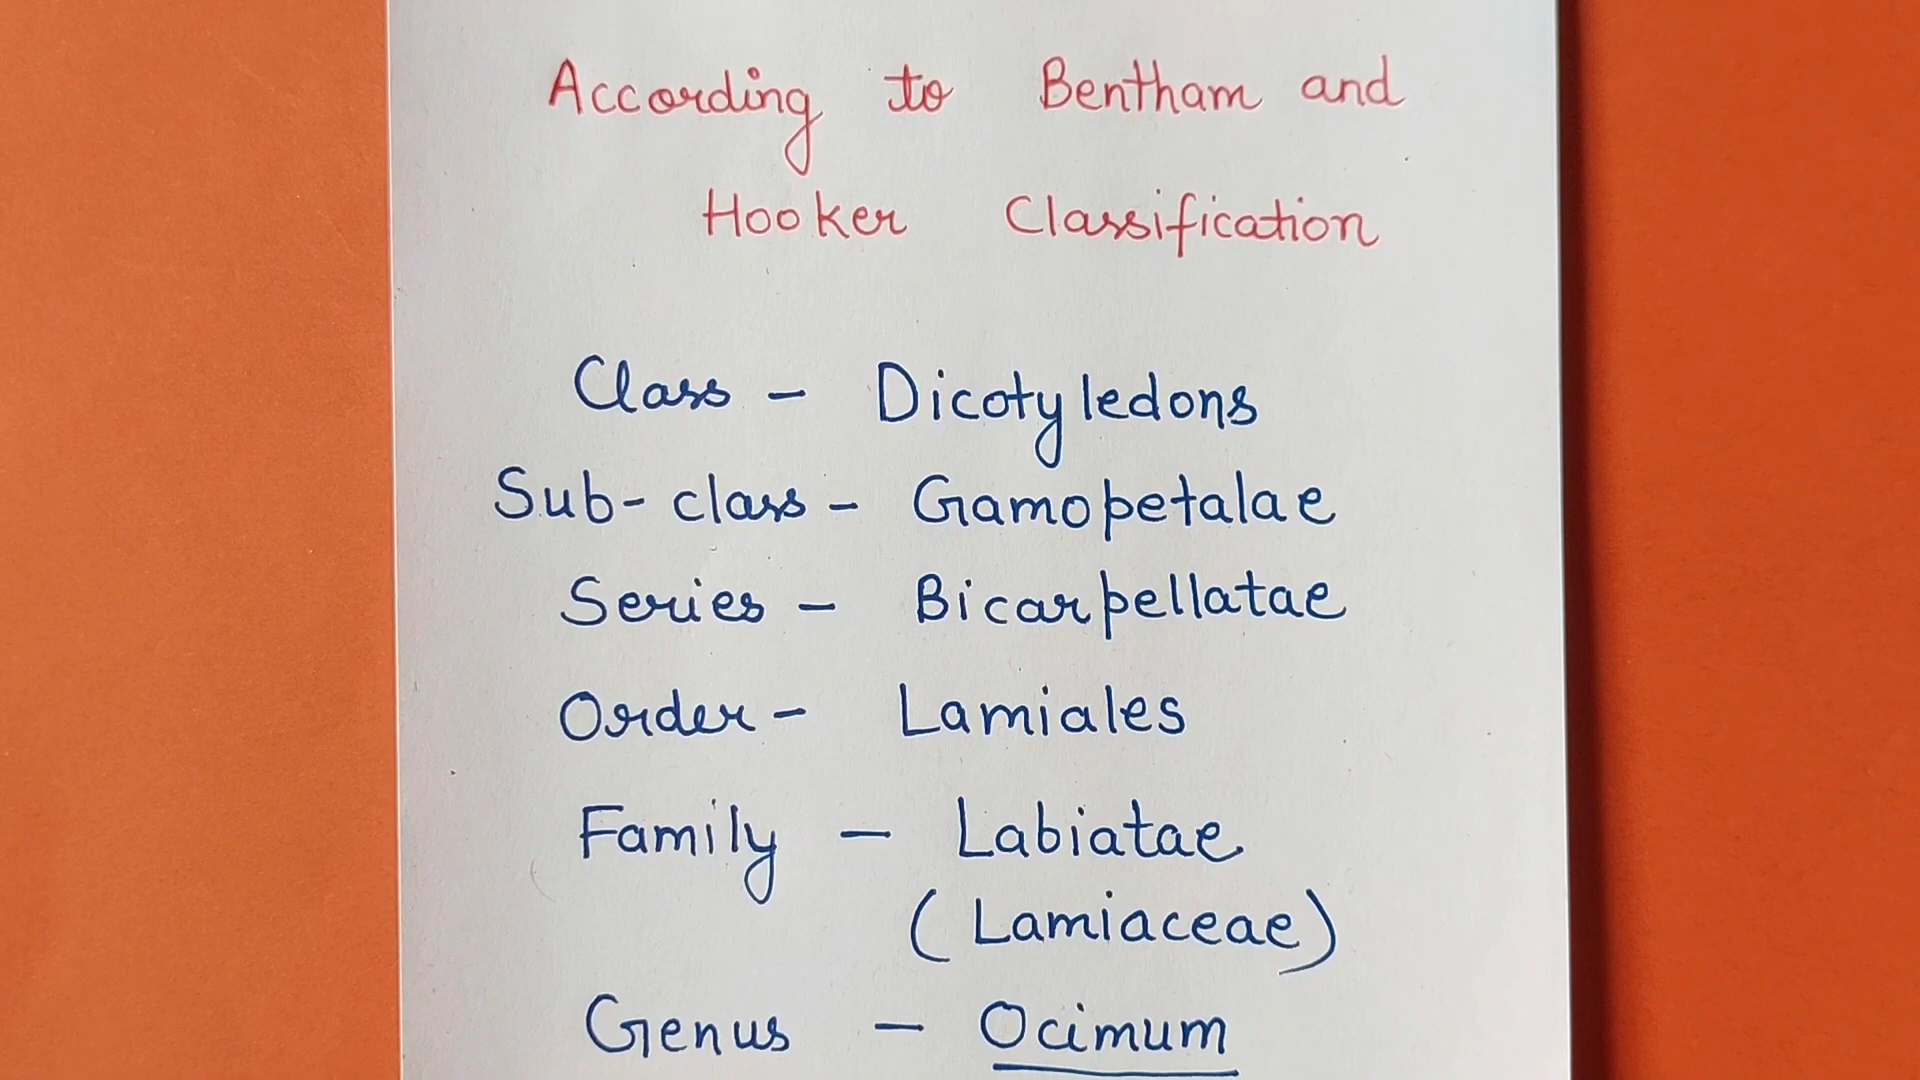 According to Bentham and
Hooker Classification
Class - Dicotyledons
Sub-class - Gamopetalae
Series - Bicarpellatae
Order - Lamiales
Family - Labiatae
(Lamiaceae)
Genus - Ocimum